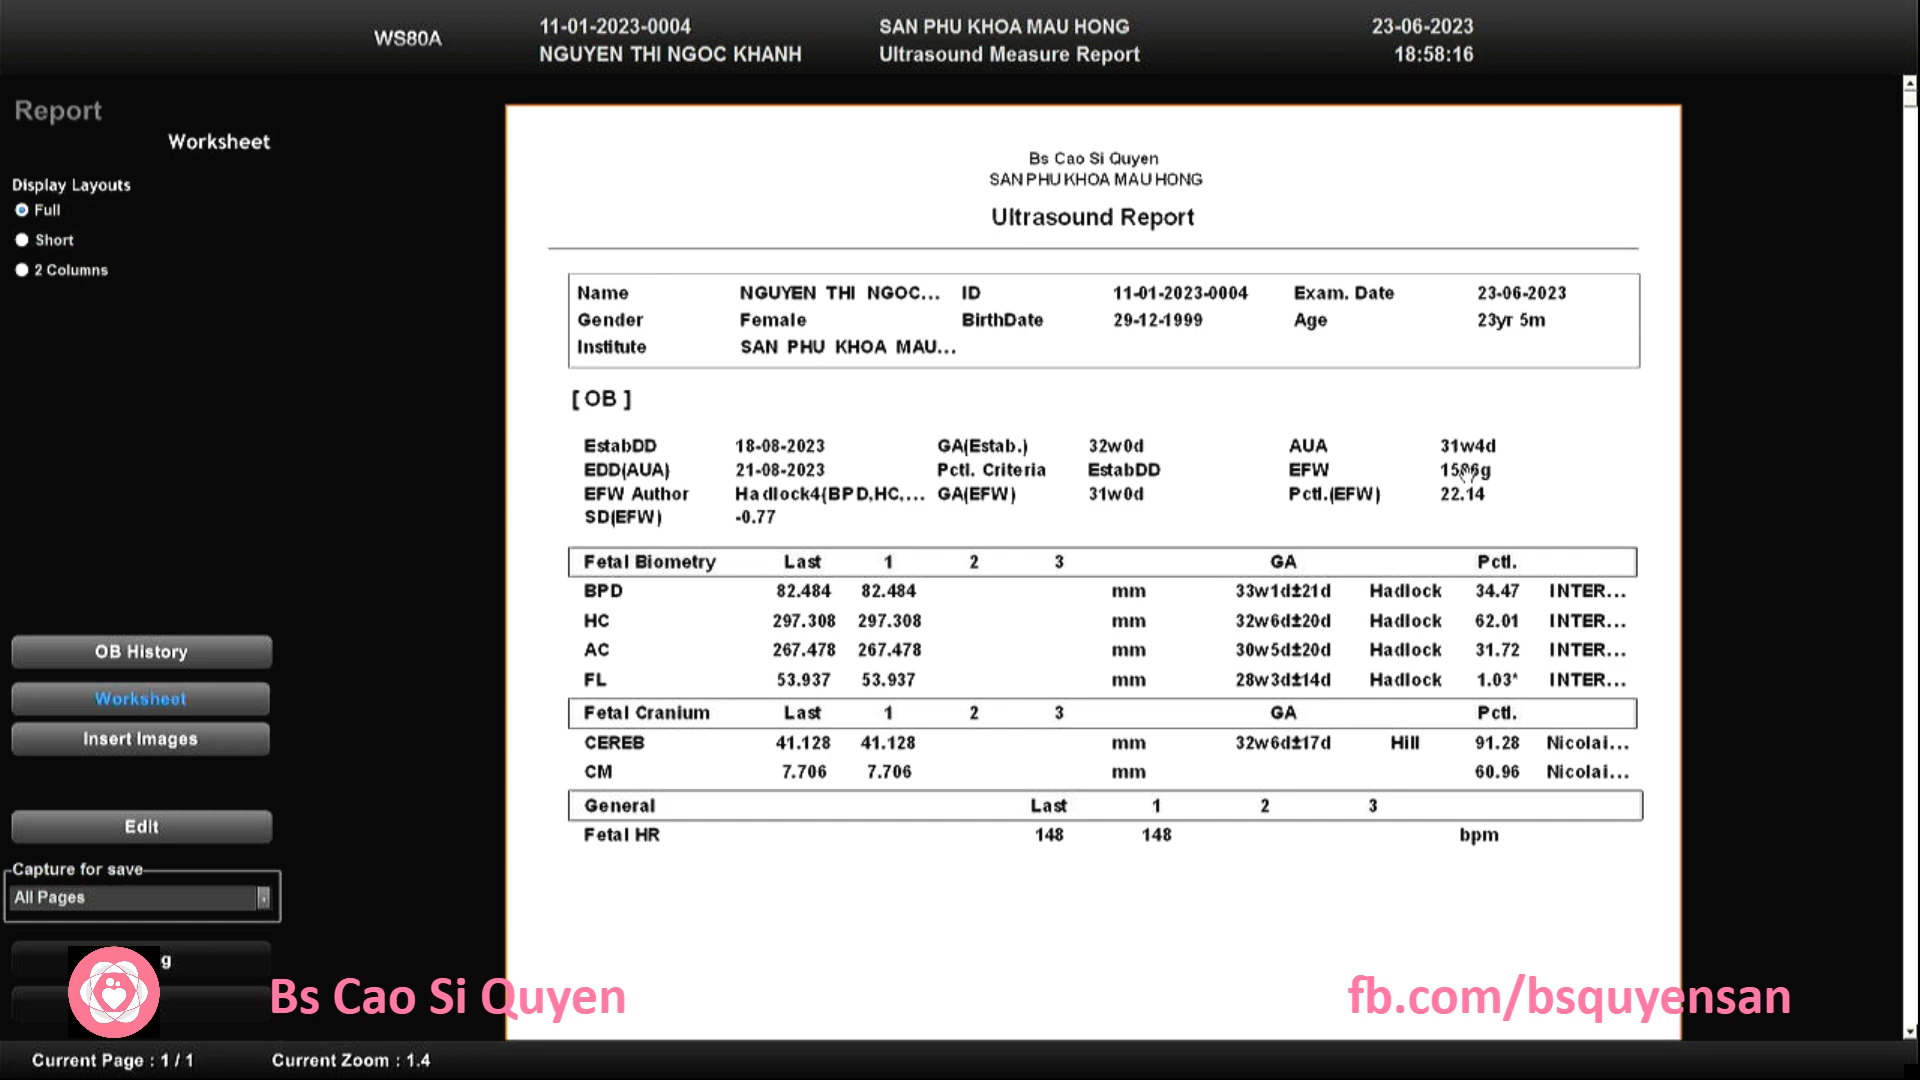 WS80A
11-01-2023-0004
NGUYEN THI NGOC KHANH
SAN PHU KHOA MAU HONG
Ultrasound Measure Report
23-06-2023
18:58:16
Report
Worksheet
Display Layouts
Full
Short
2 Columns
OB History
Worksheet
Insert Images
Edit
Capture for save
All Pages
Bs Cao Si Quyen
SAN PHU KHOA MAU HONG
Ultrasound Report
Name NGUYEN THI NGOC... ID 11-01-2023-0004 Exam. Date 23-06-2023
Gender Female BirthDate 29-12-1999 Age 23yr 5m
Institute SAN PHU KHOA MAU...
[ OB ]
EstabDD 18-08-2023 GA(Estab.) 32w0d AUA 31w4d
EDD(AUA) 21-08-2023 Pctl. Criteria EstabDD EFW
EFW Author Hadlock4(BPD,HC,... GA(EFW) 31w0d Pctl.(EFW) 22.14
SD(EFW) -0.77
Fetal Biometry Last 1 2 3 GA Pctl.
BPD 82.484 82.484 mm 33w1d±21d Hadlock 34.47 INTER...
HC 297.308 297.308 mm 32w6d±20d Hadlock 62.01 INTER...
AC 267.478 267.478 mm 30w5d±20d Hadlock 31.72 INTER...
FL 53.937 53.937 mm 28w3d±14d Hadlock 1.03* INTER...
Fetal Cranium Last 1 2 3 GA Pctl.
CEREB 41.128 41.128 mm 32w6d±17d Hill 91.28 Nicolai...
CM 7.706 7.706 mm 60.96 Nicolai...
General Last 1 2 3
Fetal HR 148 148 bpm
Bs Cao Si Quyen
fb.com/bsquyensan
Current Page : 1 / 1 Current Zoom : 1.4